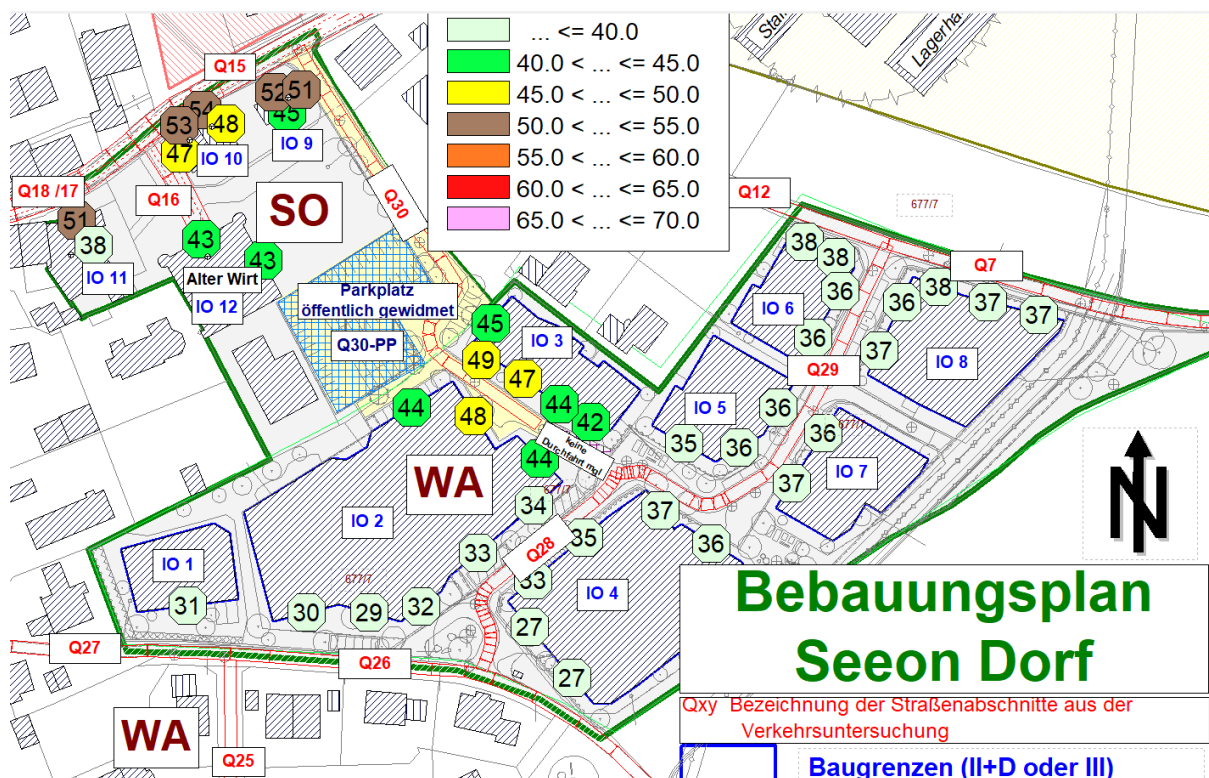 ... <= 40.0
40.0 < ... <= 45.0
45.0 < ... <= 50.0
50.0 < ... <= 55.0
55.0 < ... <= 60.0
60.0 < ... <= 65.0
65.0 < ... <= 70.0
Q15
52
51
54
53
48
45
47
IO 10
IO 9
Q18 /17
Q16
SO
Q30
Q12
677/7
51
38
43
43
IO 11
Alter Wirt
IO 12
Parkplatz
öffentlich gewidmet
Q30-PP
38
38
Q7
36
36
38
37
37
IO 6
36
45
IO 3
49
47
37
IO 8
Q29
44
48
44
42
IO 5
36
35
36
36
677/7
keine
Durchfahrt mgl.
44
WA
677/7
37
IO 7
34
37
IO 2
35
36
33
Q28
IO 1
677/7
33
IO 4
31
30
29
32
27
27
Q27
Q26
WA
Q25
N
Bebauungsplan
Seeon Dorf
Qxy Bezeichnung der Straßenabschnitte aus der
Verkehrsuntersuchung
Baugrenzen (II+D oder III)